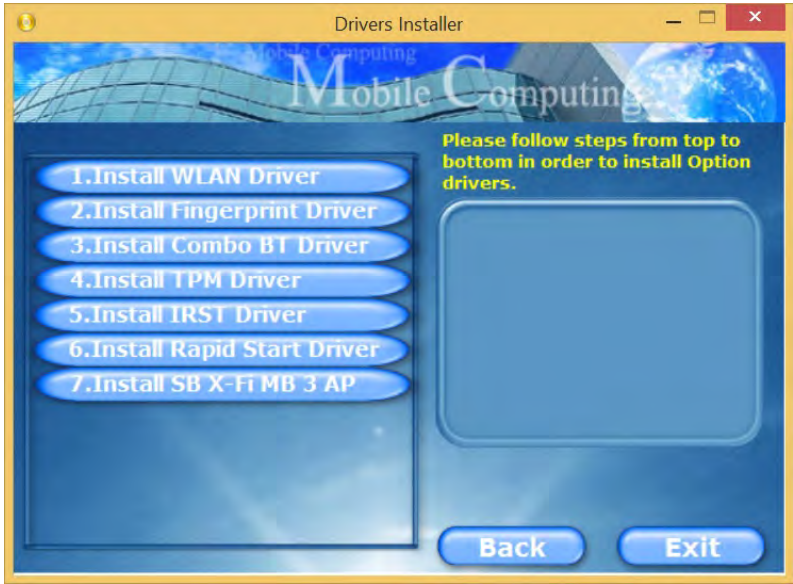 Drivers Installer
Mobile Computing
Mobile Computing
1.Install WLAN Driver
2.Install Fingerprint Driver
3.Install Combo BT Driver
4.Install TPM Driver
5.Install IRST Driver
6.Install Rapid Start Driver
7.Install SB X-Fi MB 3 AP
Please follow steps from top to
bottom in order to install Option
drivers.
Back
Exit